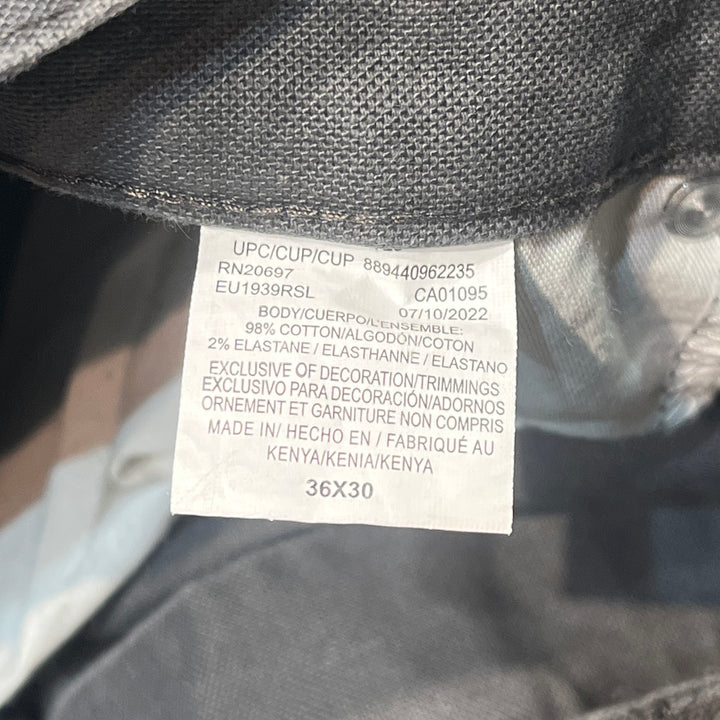 UPC/CUP/CUP 889440962235
RN20697
EU1939RSL CA01095
07/10/2022
BODY/CUERPO/L'ENSEMBLE:
98% COTTON/ALGODÓN/COTON
2% ELASTANE / ELASTHANNE / ELASTANO
EXCLUSIVE OF DECORATION/TRIMMINGS
EXCLUSIVO PARA DECORACIÓN/ADORNOS
ORNEMENT ET GARNITURE NON COMPRIS
MADE IN/ HECHO EN / FABRIQUÉ AU
KENYA/KENIA/KENYA
36X30